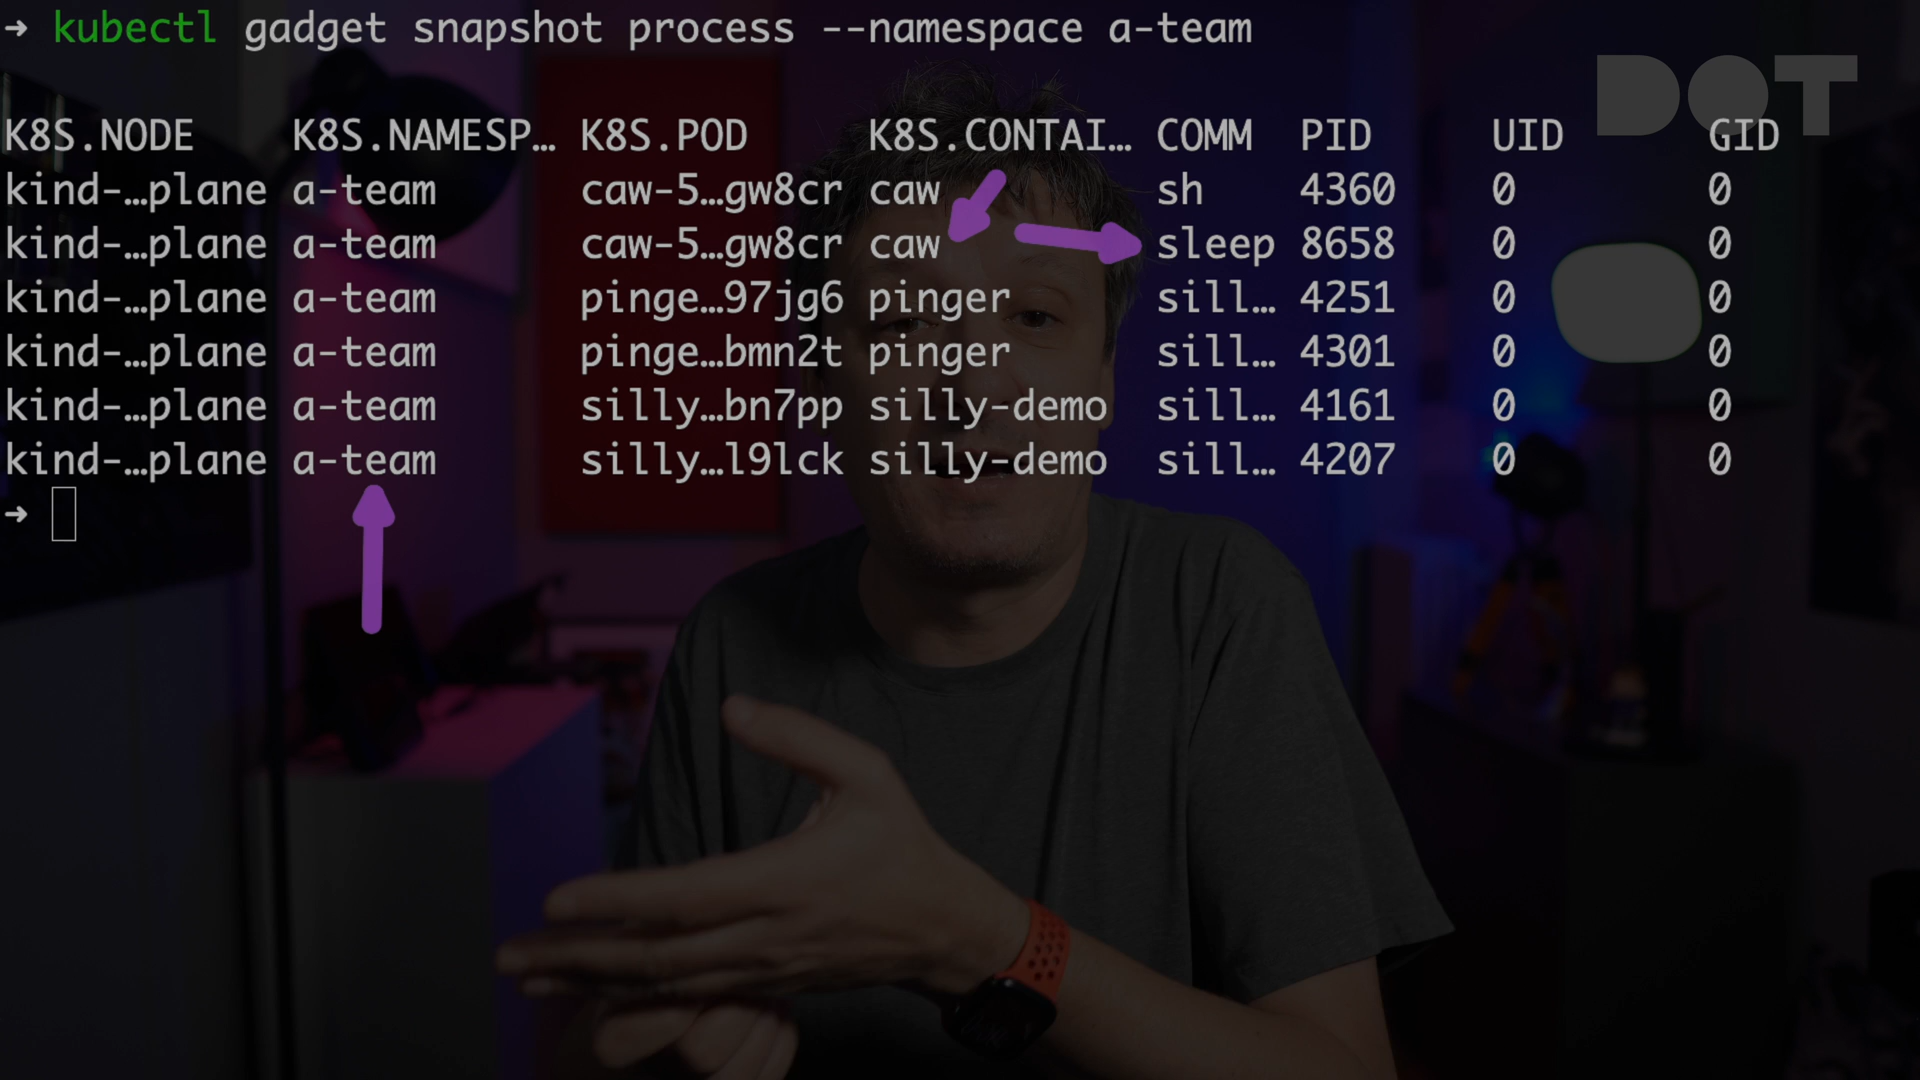 ➜ kubectl gadget snapshot process --namespace a-team
DOT
K8S.NODE K8S.NAMESP… K8S.POD K8S.CONTAI… COMM PID UID GID
kind-…plane a-team caw-5…gw8cr caw sh 4360 0 0
kind-…plane a-team caw-5…gw8cr caw sleep 8658 0 0
kind-…plane a-team pinge…97jg6 pinger sill… 4251 0 0
kind-…plane a-team pinge…bmn2t pinger sill… 4301 0 0
kind-…plane a-team silly…bn7pp silly-demo sill… 4161 0 0
kind-…plane a-team silly…l9lck silly-demo sill… 4207 0 0
➜